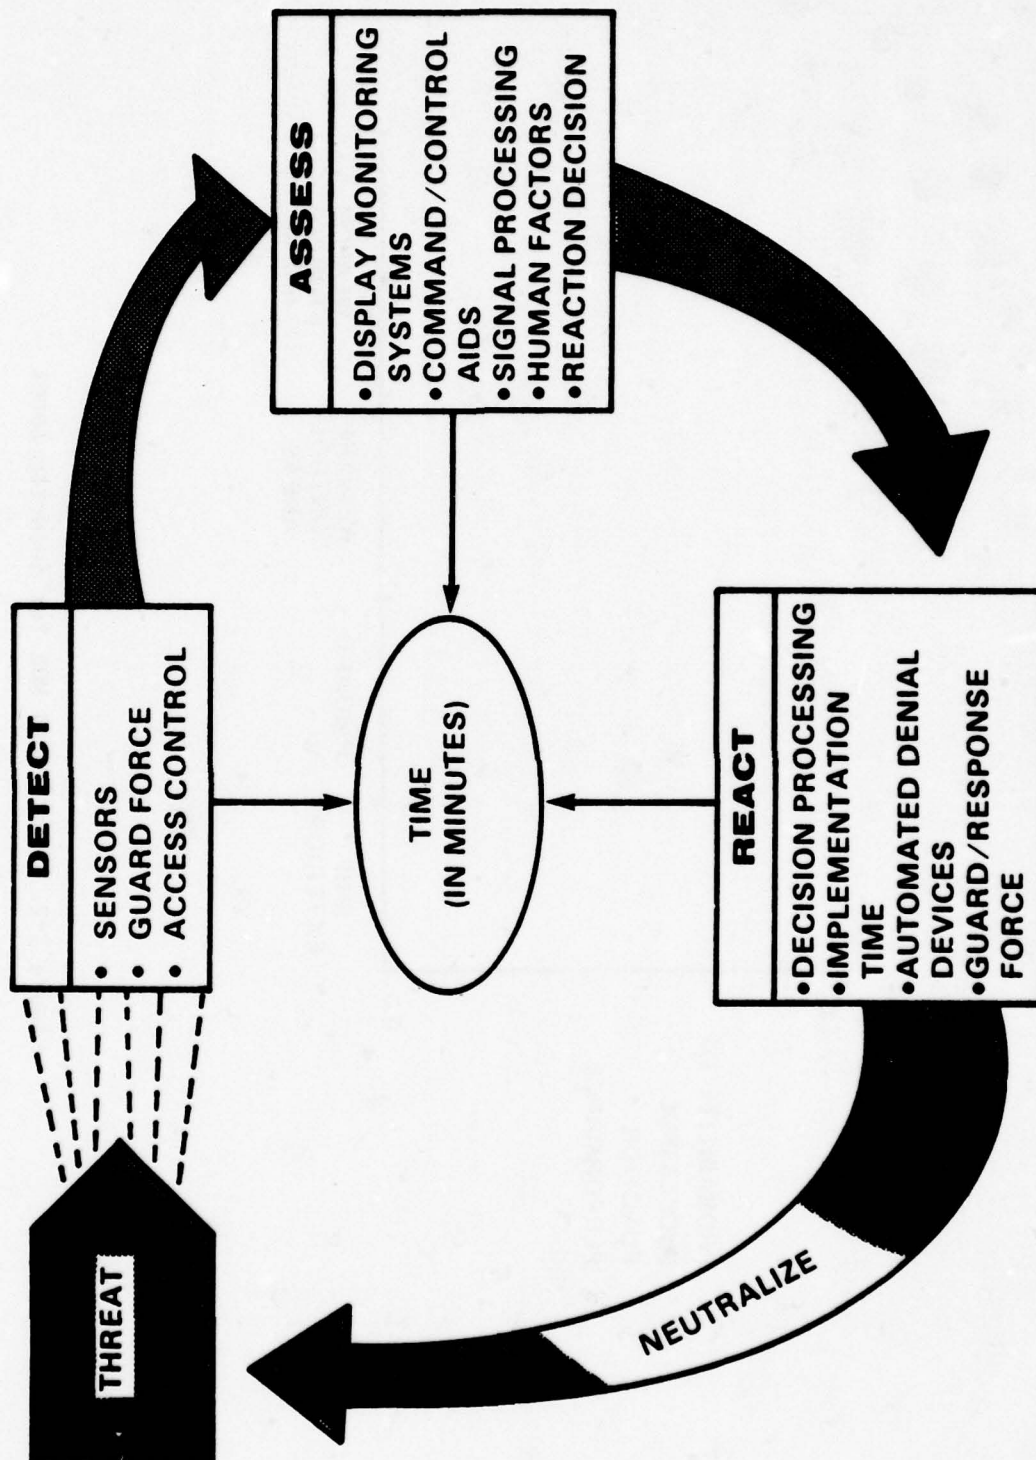 THREAT
DETECT
• SENSORS
• GUARD FORCE
• ACCESS CONTROL
ASSESS
•DISPLAY MONITORING
SYSTEMS
•COMMAND/CONTROL
AIDS
•SIGNAL PROCESSING
•HUMAN FACTORS
•REACTION DECISION
TIME
(IN MINUTES)
REACT
•DECISION PROCESSING
•IMPLEMENTATION
TIME
•AUTOMATED DENIAL
DEVICES
•GUARD/RESPONSE
FORCE
NEUTRALIZE